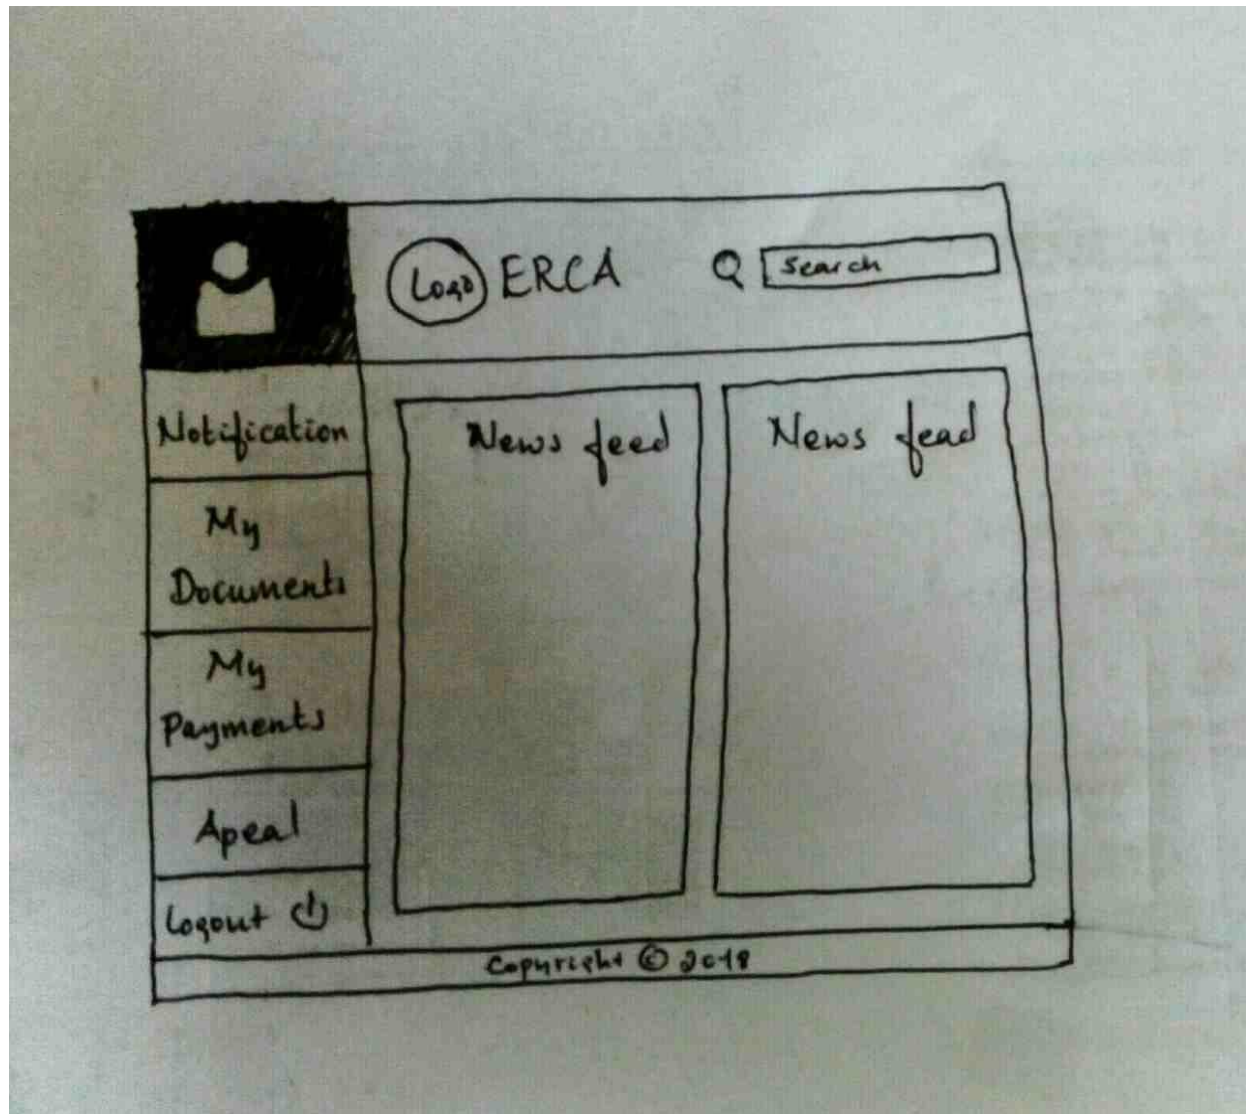 Logo ERCA
Search
Notification
My
Documents
My
Payments
Apeal
Logout
News feed
News fead
Copyright © 2018